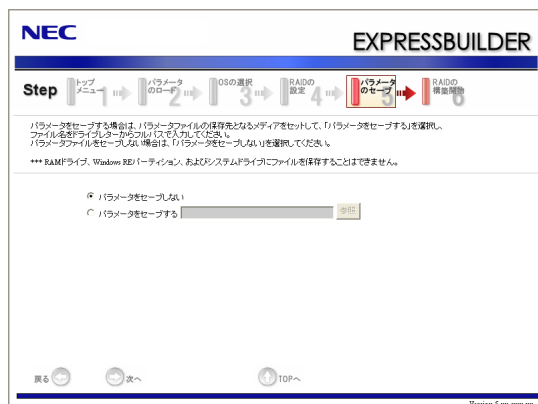 NEC
EXPRESSBUILDER
Step
トップメニュー 1
パラメータのロード 2
OSの選択 3
RAIDの設定 4
パラメータのセーブ 5
RAIDの構築開始 6
パラメータをセーブする場合は、パラメータファイルの保存先となるメディアをセットして、「パラメータをセーブする」を選択し、
ファイル名をドライブレターからフルパスで入力してください。
パラメータファイルをセーブしない場合は、「パラメータをセーブしない」を選択してください。
*** RAMドライブ、Windows REパーティション、およびシステムドライブにファイルを保存することはできません。
パラメータをセーブしない
パラメータをセーブする
参照
戻る
次へ
TOPへ